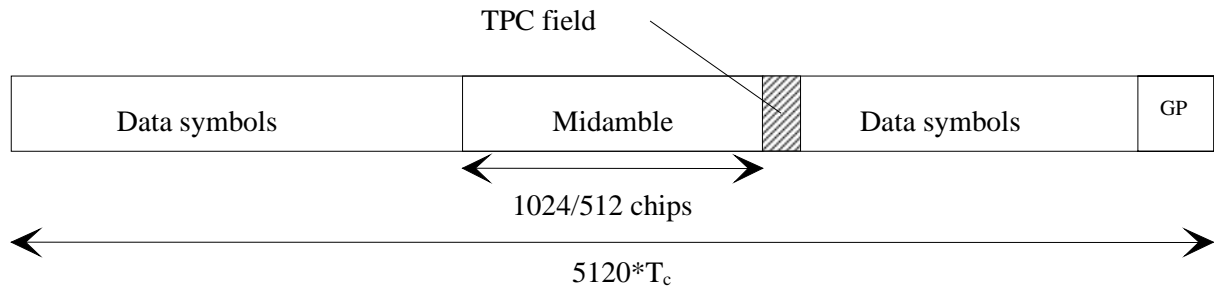 TPC field
Data symbols
Midamble
Data symbols
GP
1024/512 chips
5120*Tc